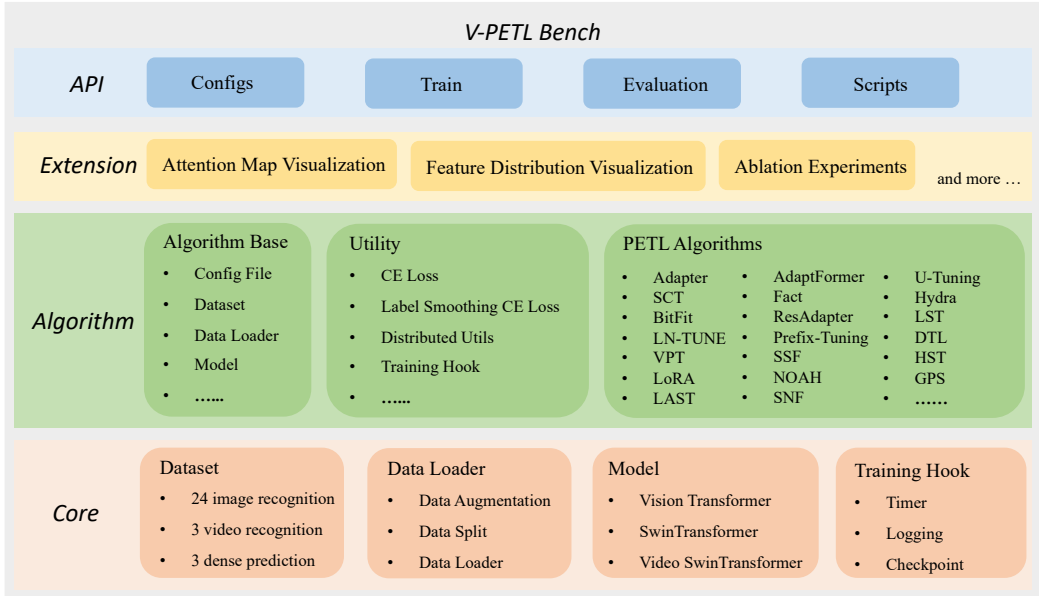 V-PETL Bench
API
Configs
Train
Evaluation
Scripts
Extension
Attention Map Visualization
Feature Distribution Visualization
Ablation Experiments
and more …
Algorithm
Algorithm Base
• Config File
• Dataset
• Data Loader
• Model
• …...
Utility
• CE Loss
• Label Smoothing CE Loss
• Distributed Utils
• Training Hook
• …...
PETL Algorithms
• Adapter
• SCT
• BitFit
• LN-TUNE
• VPT
• LoRA
• LAST
• AdaptFormer
• Fact
• ResAdapter
• Prefix-Tuning
• SSF
• NOAH
• SNF
• U-Tuning
• Hydra
• LST
• DTL
• HST
• GPS
• ……
Core
Dataset
• 24 image recognition
• 3 video recognition
• 3 dense prediction
Data Loader
• Data Augmentation
• Data Split
• Data Loader
Model
• Vision Transformer
• SwinTransformer
• Video SwinTransformer
Training Hook
• Timer
• Logging
• Checkpoint